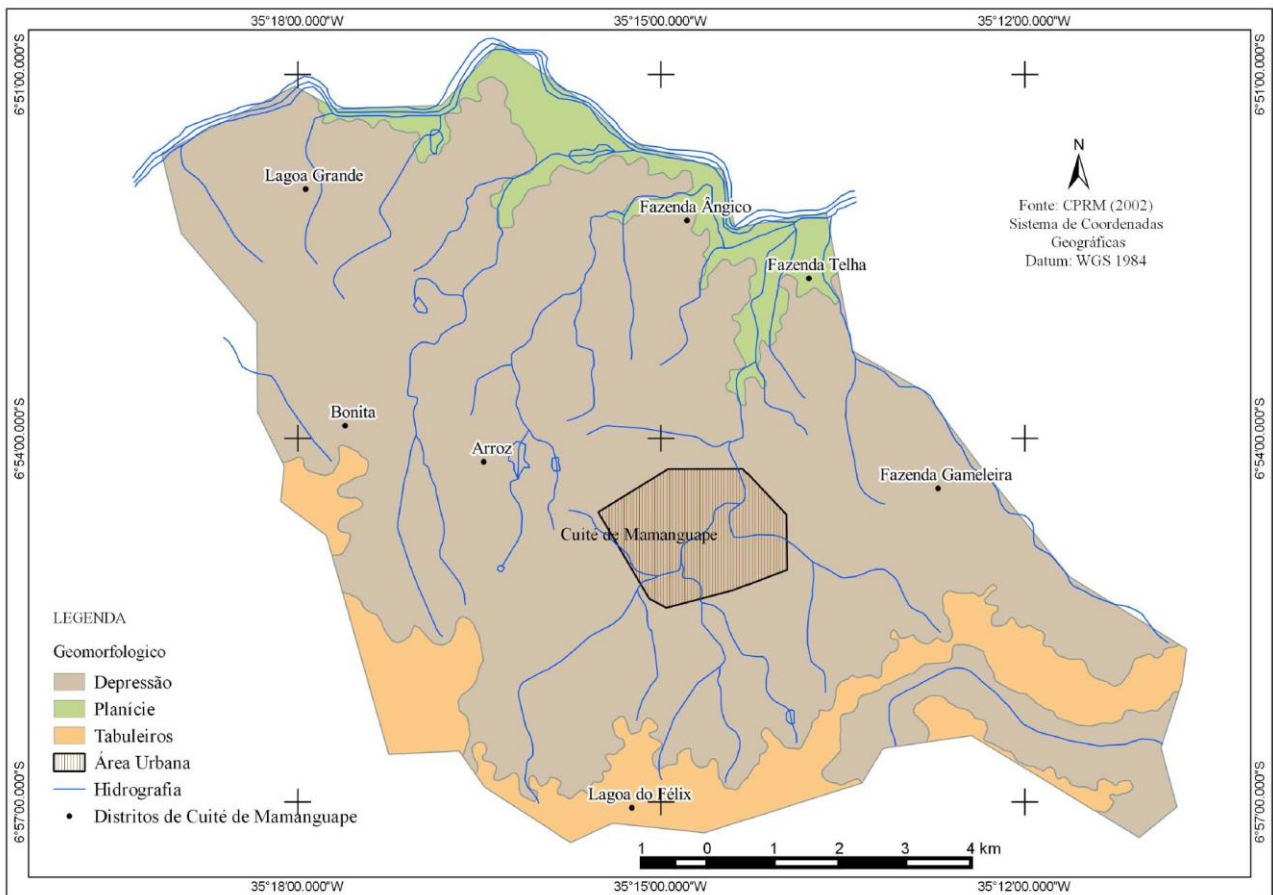 35°18'00.000"W
35°15'00.000"W
35°12'00.000"W
6°51'00.000"S
6°51'00.000"S
N
Lagoa Grande
Fonte: CPRM (2002)
Sistema de Coordenadas
Geográficas
Datum: WGS 1984
Fazenda Ângico
Fazenda Telha
Bonita
6°54'00.000"S
6°54'00.000"S
Arroz
Fazenda Gameleira
Cuité de Mamanguape
LEGENDA
Geomorfologico
Depressão
Planície
Tabuleiros
Área Urbana
Hidrografia
Distritos de Cuité de Mamanguape
Lagoa do Félix
6°57'00.000"S
6°57'00.000"S
1 0 1 2 3 4 km
35°18'00.000"W
35°15'00.000"W
35°12'00.000"W